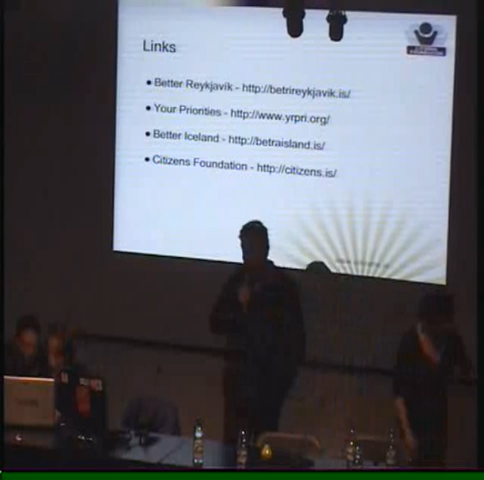 Links
• Better Reykjavik - http://betrireykjavik.is/
• Your Priorities - http://www.yrpri.org/
• Better Iceland - http://betraisland.is/
• Citizens Foundation - http://citizens.is/